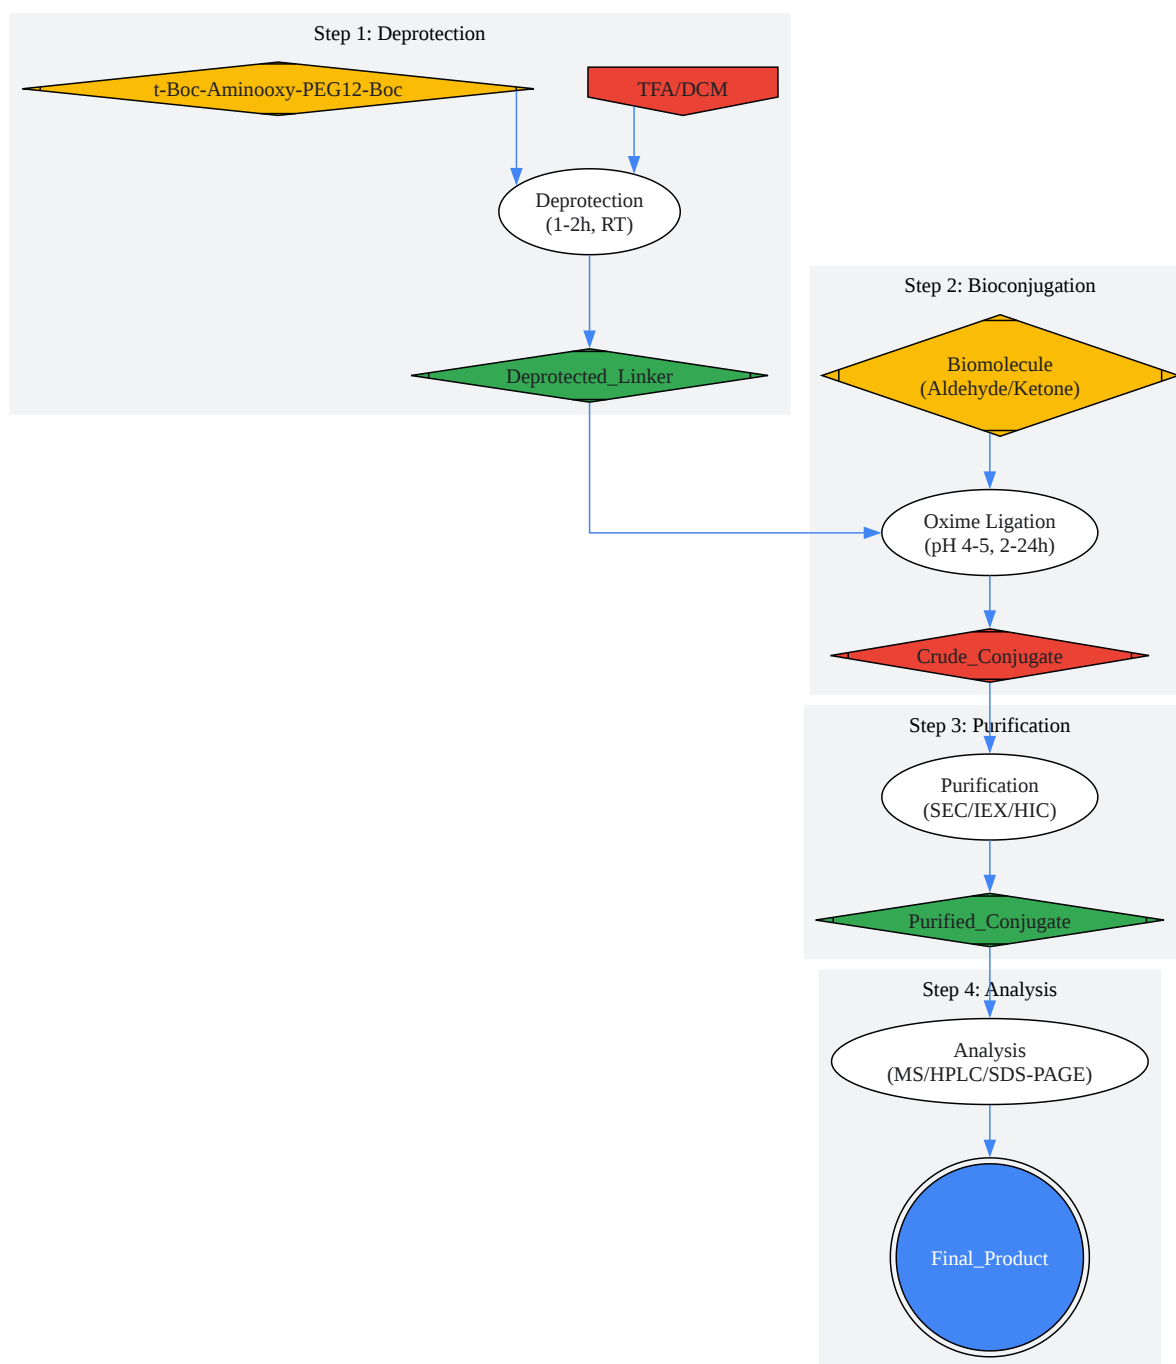 Step 1: Deprotection
t-Boc-Aminooxy-PEG12-Boc
TFA/DCM
Deprotection
(1-2h, RT)
Deprotected_Linker
Step 2: Bioconjugation
Biomolecule
(Aldehyde/Ketone)
Oxime Ligation
(pH 4-5, 2-24h)
Crude_Conjugate
Step 3: Purification
Purification
(SEC/IEX/HIC)
Purified_Conjugate
Step 4: Analysis
Analysis
(MS/HPLC/SDS-PAGE)
Final_Product